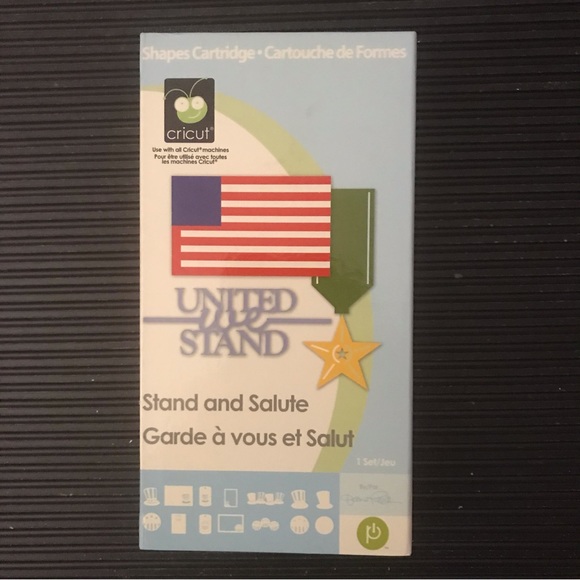 Shapes Cartridge • Cartouche de Formes
cricut®
Use with all Cricut® machines
Pour être utilisé avec toutes
les machines Cricut®
UNITED
we
STAND
Stand and Salute
Garde à vous et Salut
1 Set/Jeu